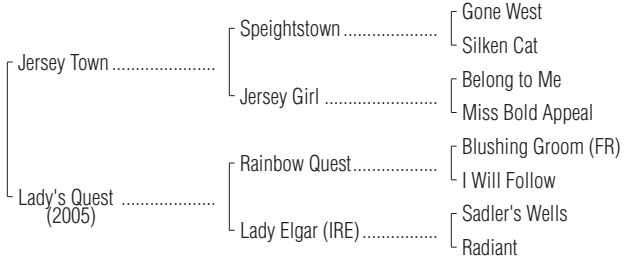 Gone West
Speightstown
Silken Cat
Jersey Town
Belong to Me
Jersey Girl
Miss Bold Appeal
Blushing Groom (FR)
Rainbow Quest
I Will Follow
Lady's Quest
(2005)
Sadler's Wells
Lady Elgar (IRE)
Radiant